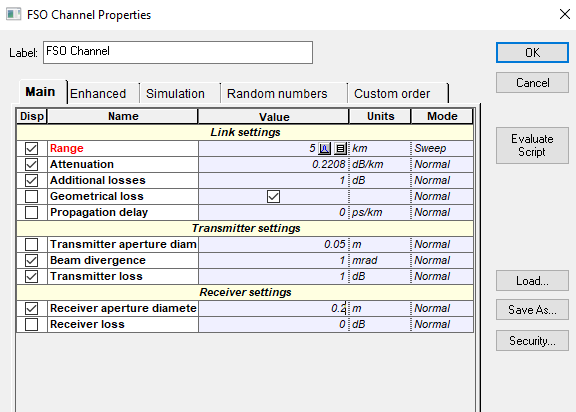 FSO Channel Properties
Label: FSO Channel
OK
Main Enhanced Simulation Random numbers Custom order
Cancel
Disp Name Value Units Mode
Link settings
Evaluate Script
Range 5 km Sweep
Attenuation 0.2208 dB/km Normal
Additional losses 1 dB Normal
Geometrical loss Normal
Propagation delay 0 ps/km Normal
Transmitter settings
Transmitter aperture diam 0.05 m Normal
Beam divergence 1 mrad Normal
Transmitter loss 1 dB Normal
Load...
Receiver settings
Receiver aperture diamete 0.2 m Normal
Save As...
Receiver loss 0 dB Normal
Security...